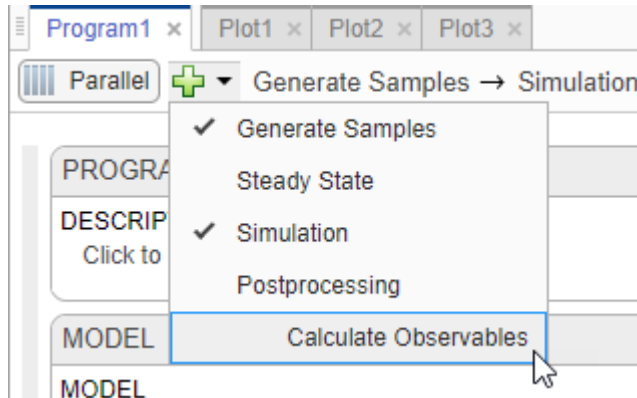 Program1 × Plot1 × Plot2 × Plot3 ×
Parallel Generate Samples → Simulation
Generate Samples
PROGRA
Steady State
DESCRIP
Simulation
Click to
Postprocessing
MODEL
Calculate Observables
MODEL